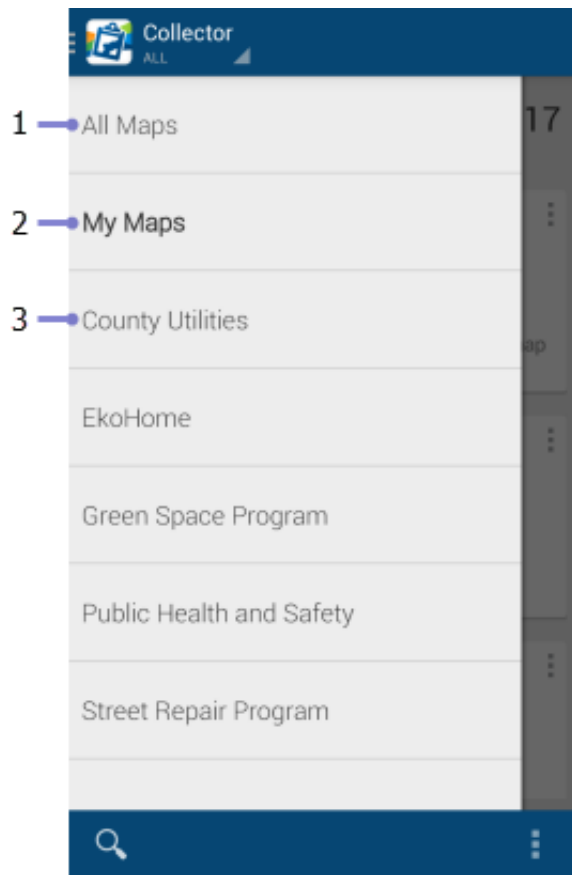 Collector
ALL
1 All Maps 17
2 My Maps
3 County Utilities
ap
EkoHome
Green Space Program
Public Health and Safety
Street Repair Program